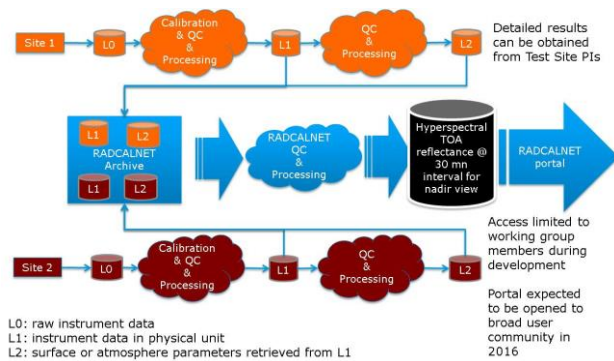 Site 1
L0
Calibration
& QC
&
Processing
L1
QC
&
Processing
L2
Detailed results
can be obtained
from Test Site PIs
L1
L2
RADCALNET
Archive
L1
L2
RADCALNET
QC
&
Processing
Hyperspectral
TOA
reflectance @
30 mn
interval for
nadir view
RADCALNET
portal
Site 2
L0
Calibration
& QC
&
Processing
L1
QC
&
Processing
L2
Access limited to
working group
members during
development
Portal expected
to be opened to
broad user
community in
2016
L0: raw instrument data
L1: instrument data in physical unit
L2: surface or atmosphere parameters retrieved from L1